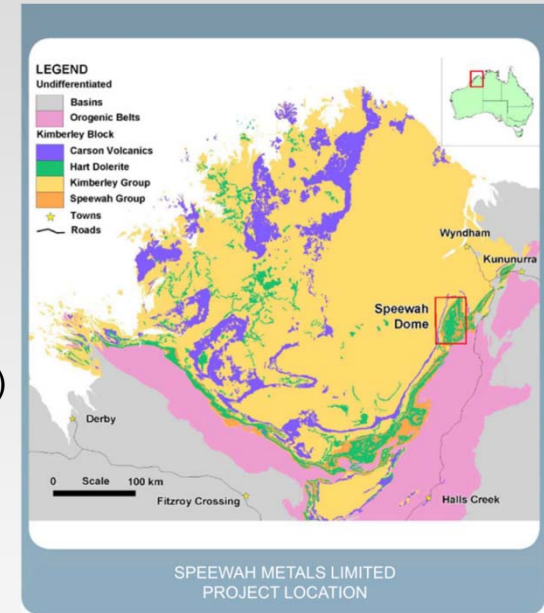 LEGEND
Undifferentiated
Basins
Orogenic Belts
Kimberley Block
Carson Volcanics
Hart Dolerite
Kimberley Group
Speewah Group
Towns
Roads
Wyndham
Kununurra
Speewah
Dome
)
Derby
0 Scale 100 km
Fitzroy Crossing
Halls Creek
SPEEWAH METALS LIMITED
PROJECT LOCATION